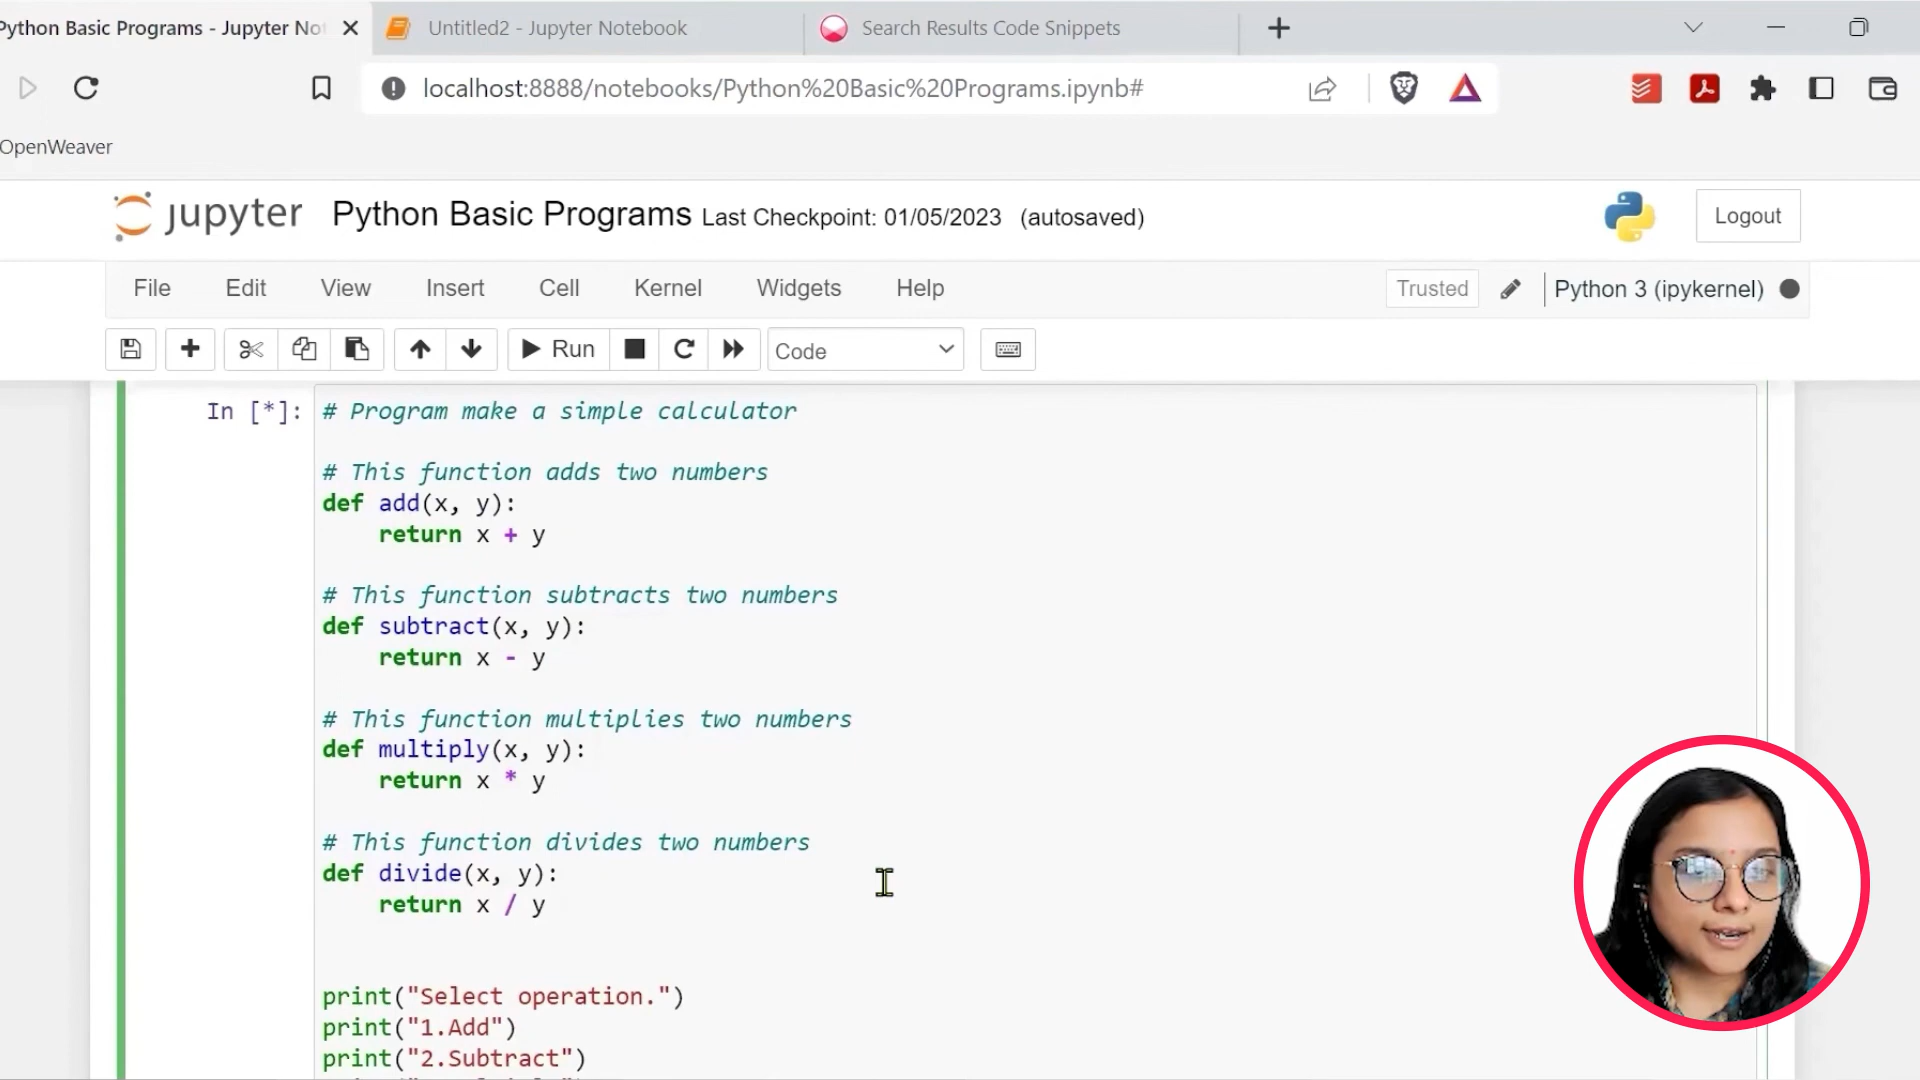 Python Basic Programs - Jupyter No
Untitled2 - Jupyter Notebook
Search Results Code Snippets
localhost:8888/notebooks/Python%20Basic%20Programs.ipynb#
OpenWeaver
jupyter Python Basic Programs Last Checkpoint: 01/05/2023 (autosaved)
Logout
File Edit View Insert Cell Kernel Widgets Help
Trusted
Python 3 (ipykernel)
Run
Code
In [*]: # Program make a simple calculator
# This function adds two numbers
def add(x, y):
return x + y
# This function subtracts two numbers
def subtract(x, y):
return x - y
# This function multiplies two numbers
def multiply(x, y):
return x * y
# This function divides two numbers
def divide(x, y):
return x / y
print("Select operation.")
print("1.Add")
print("2.Subtract")